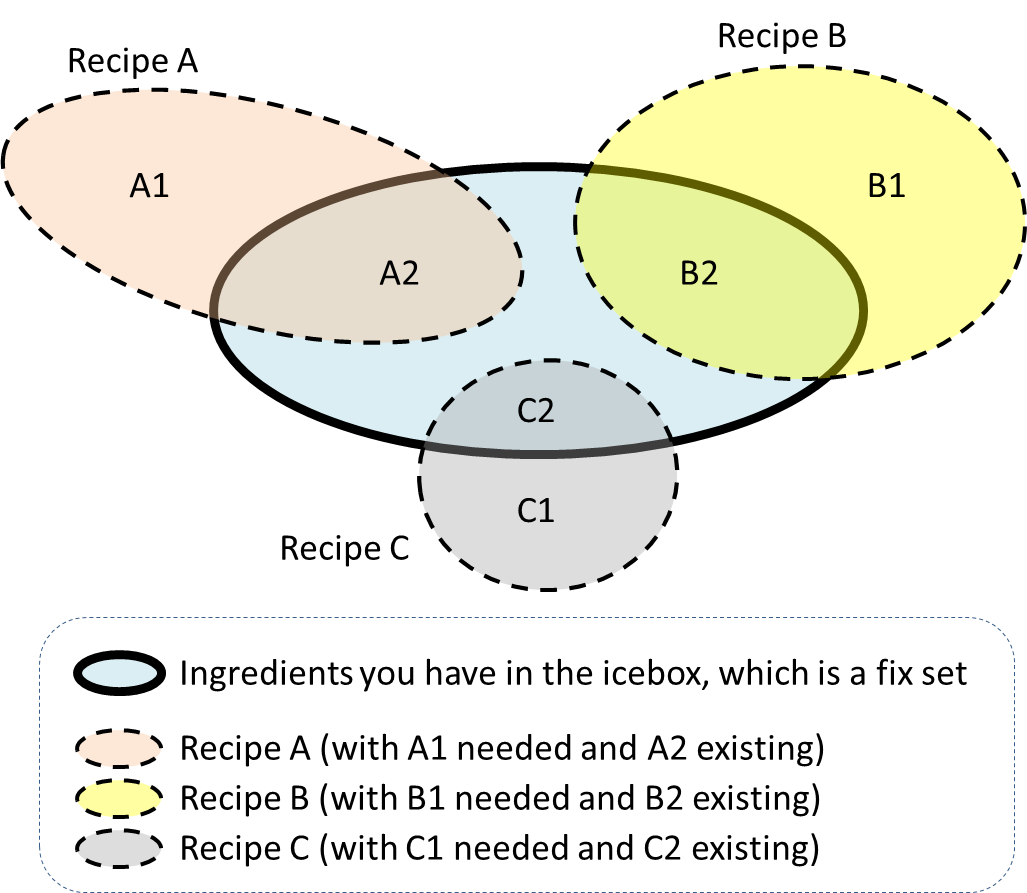 Recipe A
Recipe B
A1
B1
A2
B2
C2
C1
Recipe C
Ingredients you have in the icebox, which is a fix set
Recipe A (with A1 needed and A2 existing)
Recipe B (with B1 needed and B2 existing)
Recipe C (with C1 needed and C2 existing)